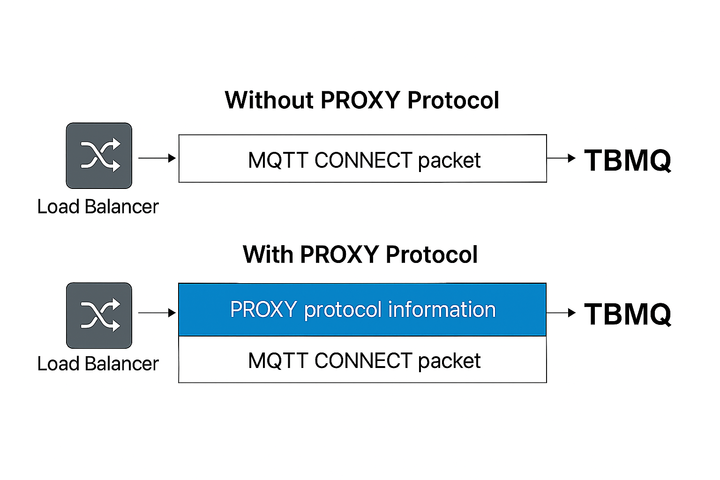 Without PROXY Protocol
MQTT CONNECT packet
TBMQ
Load Balancer
With PROXY Protocol
PROXY protocol information
TBMQ
MQTT CONNECT packet
Load Balancer